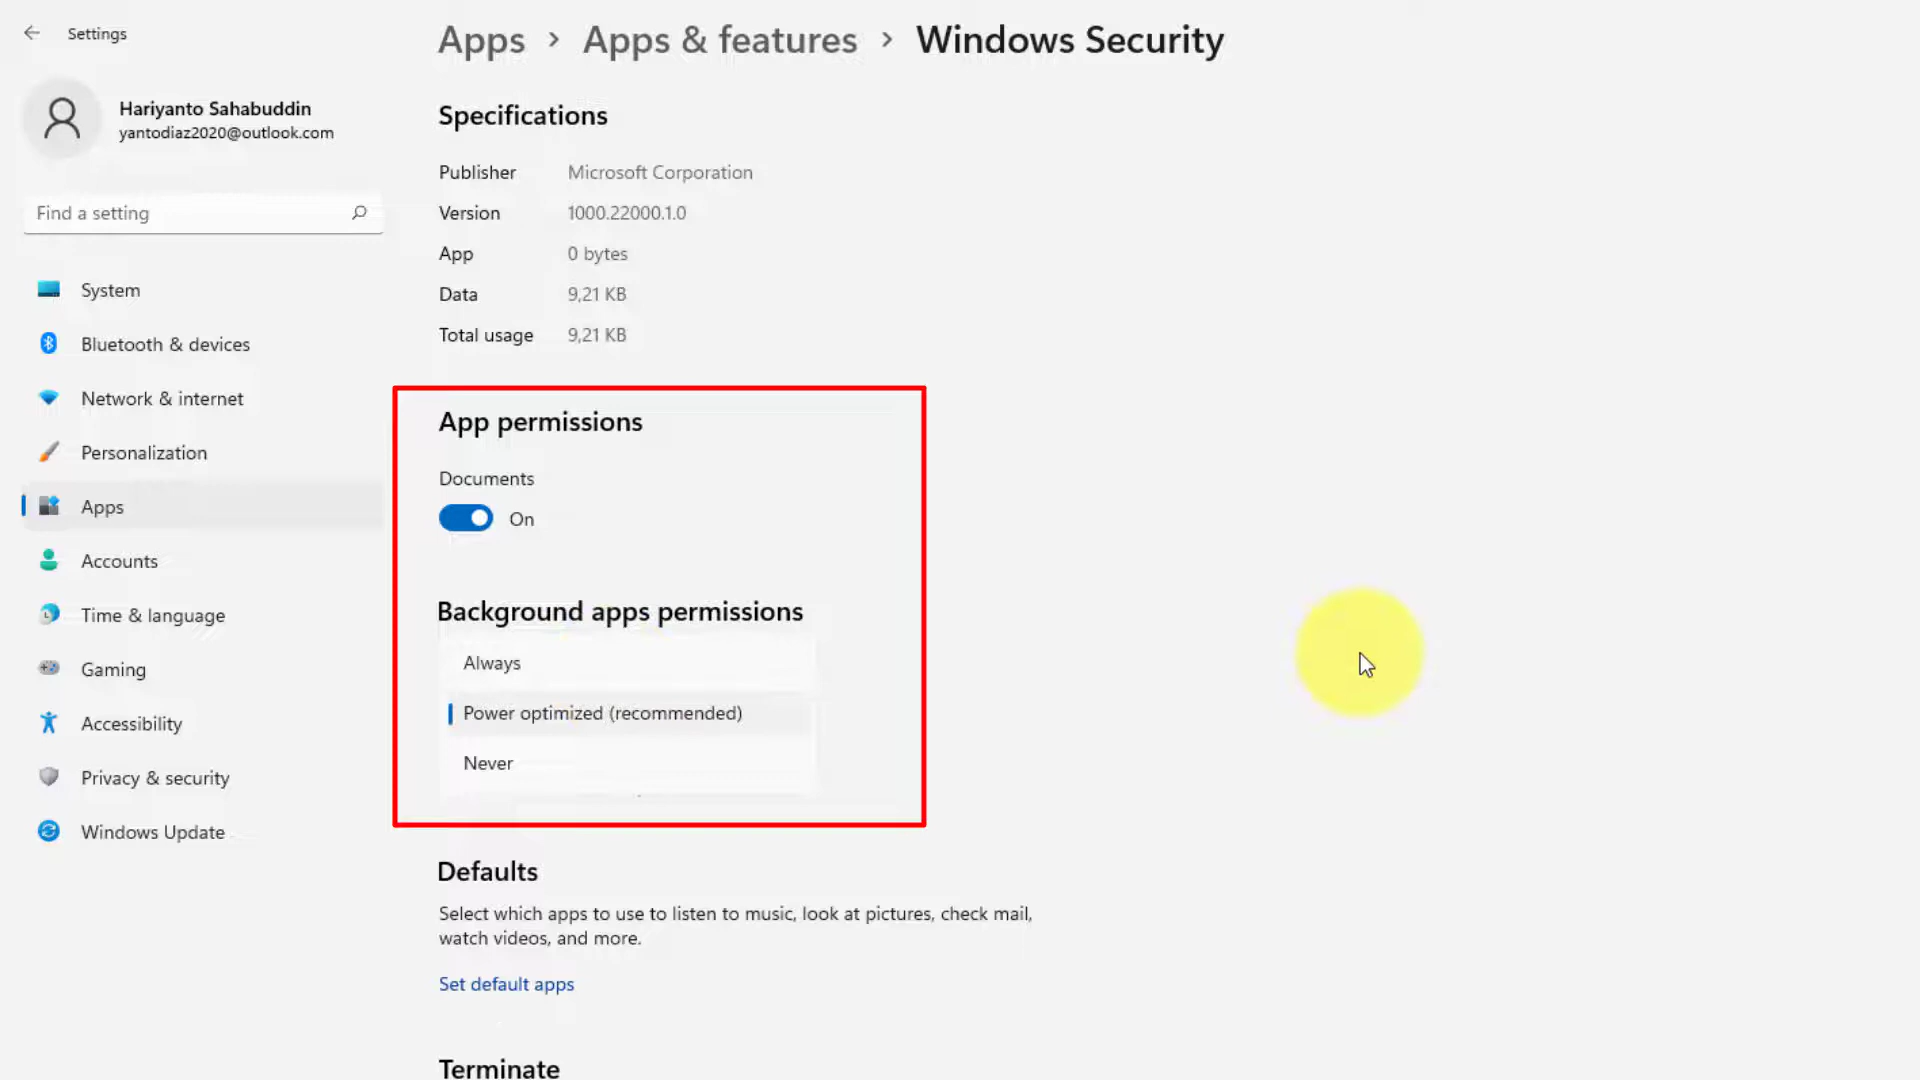 Settings
Hariyanto Sahabuddin
yantodiaz2020@outlook.com
Find a setting
System
Bluetooth & devices
Network & internet
Personalization
Apps
Accounts
Time & language
Gaming
Accessibility
Privacy & security
Windows Update
Apps > Apps & features > Windows Security
Specifications
Publisher Microsoft Corporation
Version 1000.22000.1.0
App 0 bytes
Data 9,21 KB
Total usage 9,21 KB
App permissions
Documents
On
Background apps permissions
Always
Power optimized (recommended)
Never
Defaults
Select which apps to use to listen to music, look at pictures, check mail,
watch videos, and more.
Set default apps
Terminate